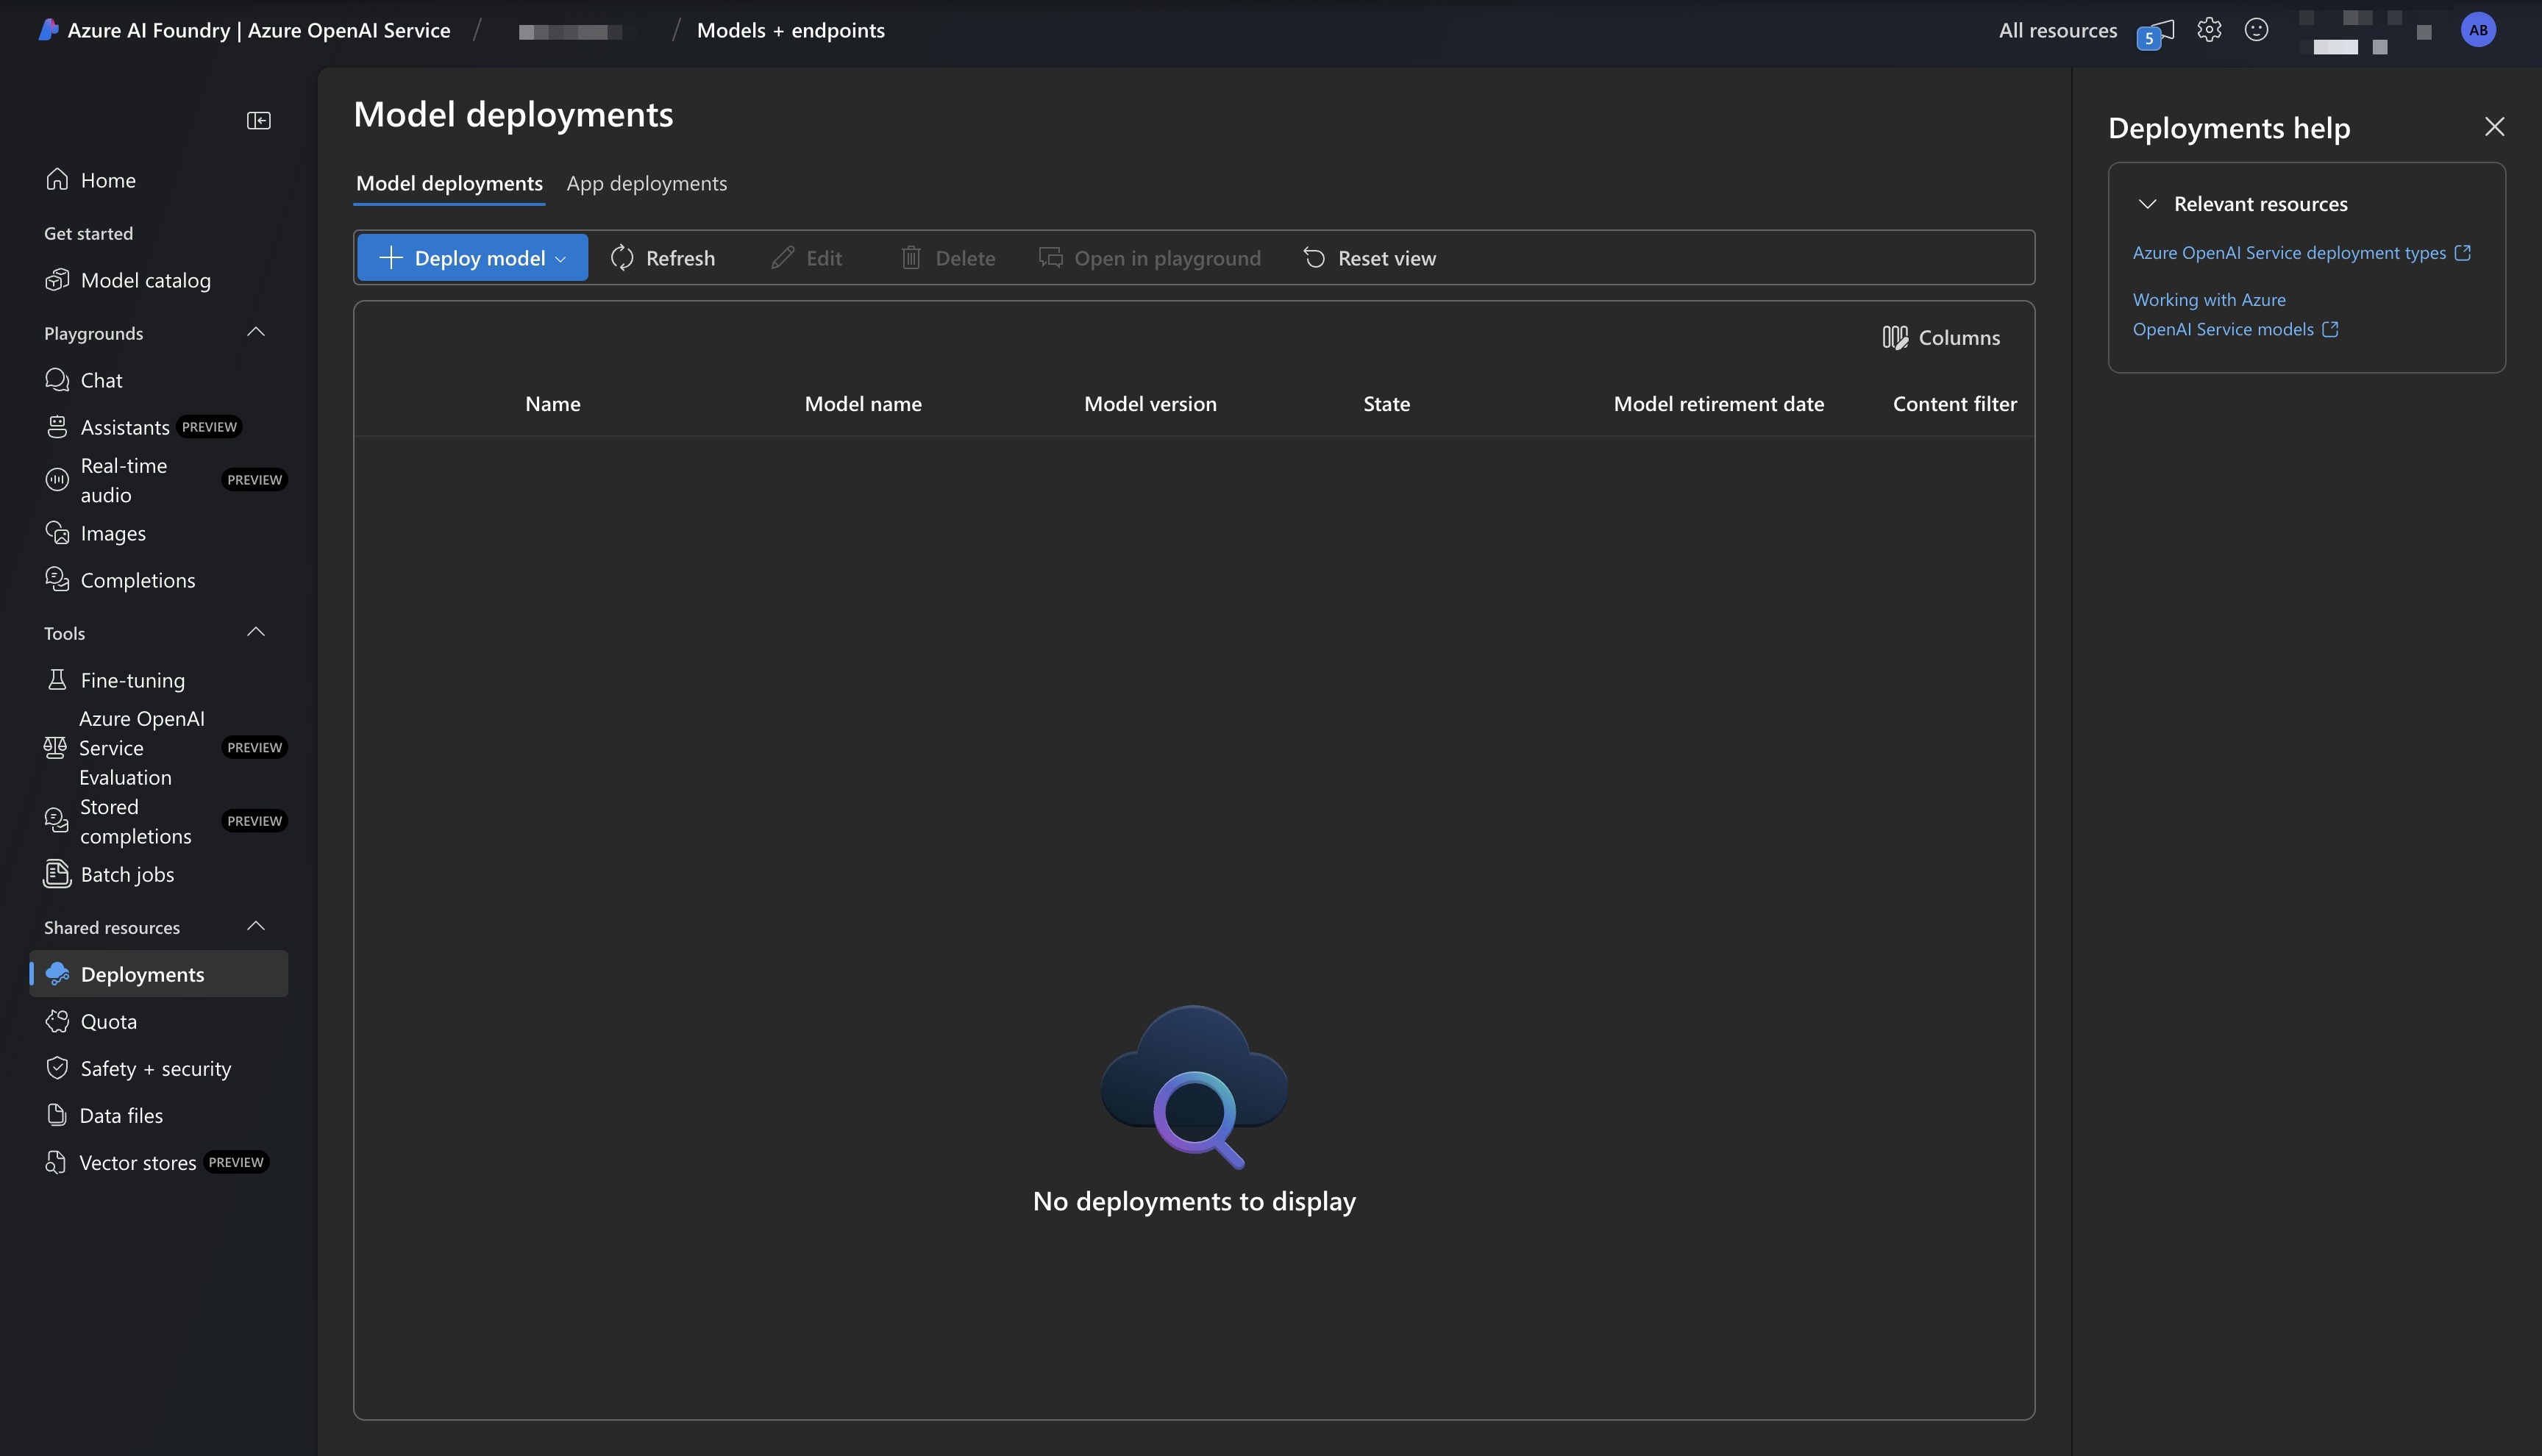 Azure AI Foundry | Azure OpenAI Service / / Models + endpoints
All resources
5
AB
Home
Get started
Model catalog
Playgrounds
Chat
Assistants PREVIEW
Real-time
audio
PREVIEW
Images
Completions
Tools
Fine-tuning
Azure OpenAI
Service
Evaluation
PREVIEW
Stored
completions
PREVIEW
Batch jobs
Shared resources
Deployments
Quota
Safety + security
Data files
Vector stores PREVIEW
Model deployments
Model deployments App deployments
Deploy model Refresh Edit Delete Open in playground Reset view
Columns
Name Model name Model version State Model retirement date Content filter
No deployments to display
Deployments help
Relevant resources
Azure OpenAI Service deployment types
Working with Azure
OpenAI Service models